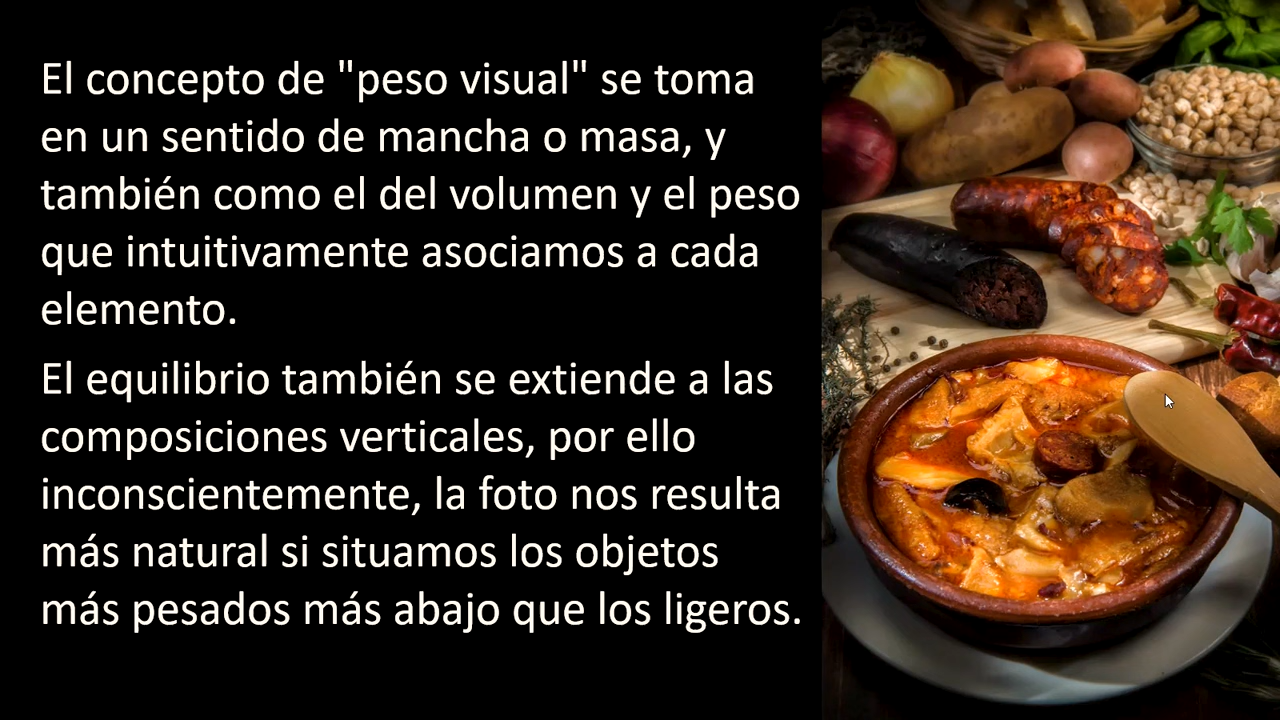 El concepto de "peso visual" se toma
en un sentido de mancha o masa, y
también como el del volumen y el peso
que intuitivamente asociamos a cada
elemento.
El equilibrio también se extiende a las
composiciones verticales, por ello
inconscientemente, la foto nos resulta
más natural si situamos los objetos
más pesados más abajo que los ligeros.